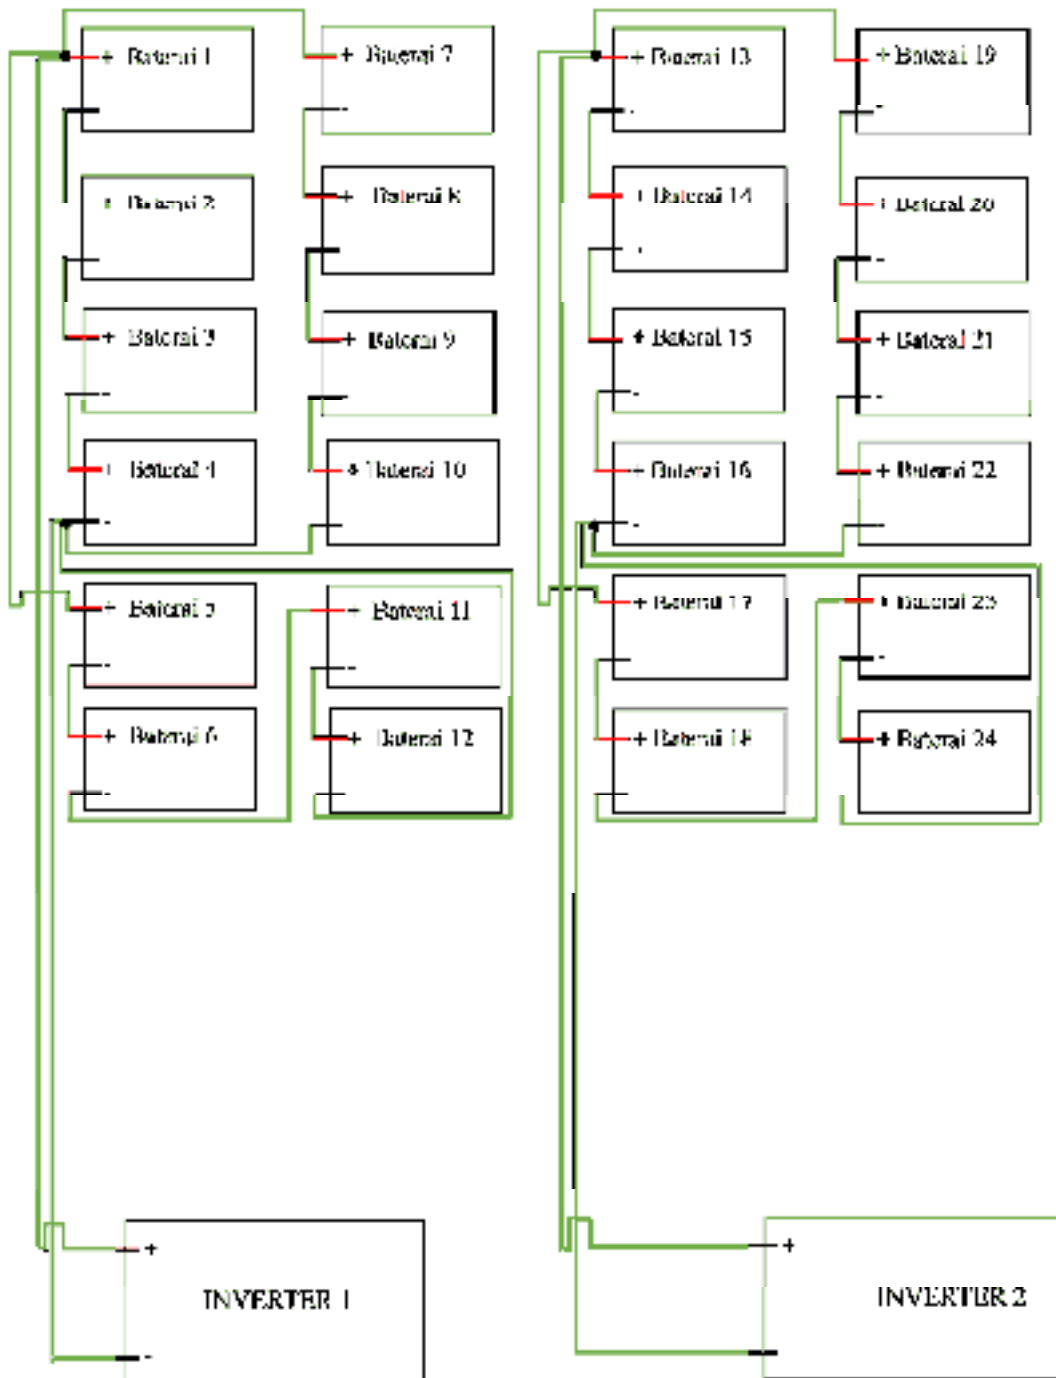 + Baterai 1
-
+ Baterai 7
-
Baterai 2
-
+ Baterai 8
-
+ Baterai 3
-
+ Baterai 9
-
+ Baterai 4
-
+ Baterai 10
-
+ Baterai 5
-
+ Baterai 11
-
+ Baterai 6
-
+ Baterai 12
-
+ Baterai 13
-
+ Baterai 19
-
+ Baterai 14
-
+ Baterai 20
-
+ Baterai 15
-
+ Baterai 21
-
+ Baterai 16
-
+ Baterai 22
-
+ Baterai 17
-
+ Baterai 23
-
+ Baterai 18
-
+ Baterai 24
+
INVERTER 1
-
+
INVERTER 2